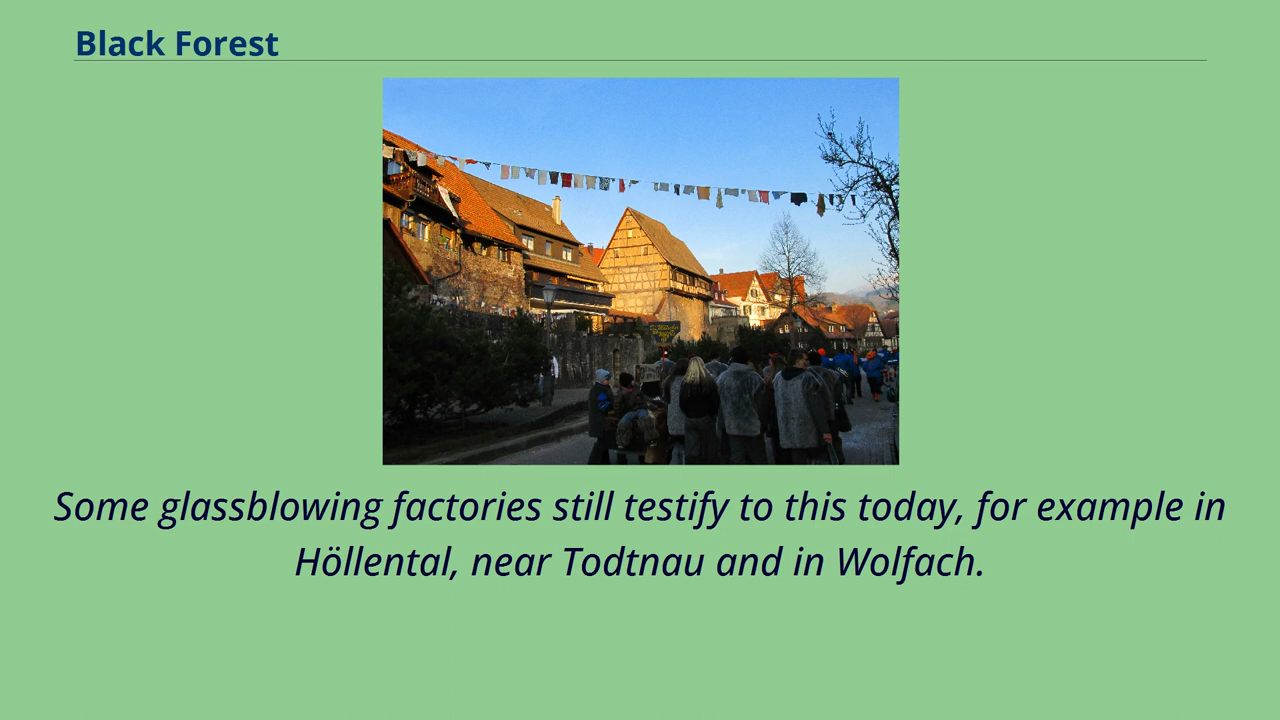 Black Forest
Some glassblowing factories still testify to this today, for example in
Höllental, near Todtnau and in Wolfach.